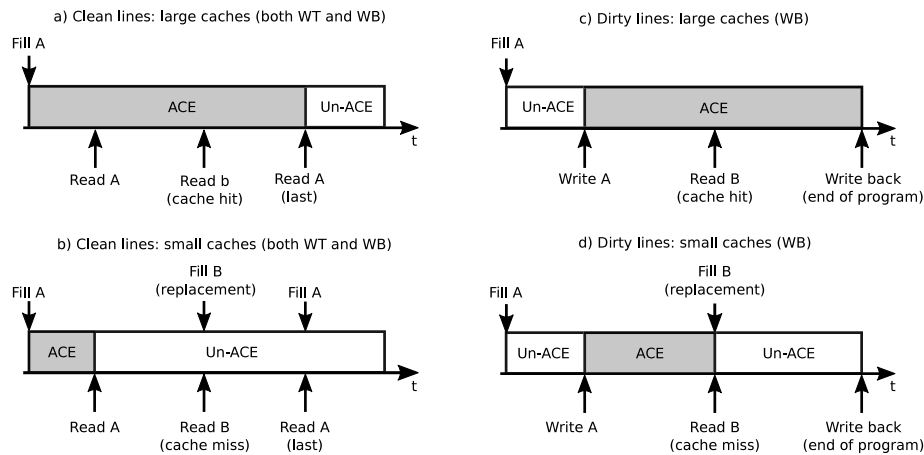 a) Clean lines: large caches (both WT and WB)
Fill A
ACE
Un-ACE
t
Read A
Read b
(cache hit)
Read A
(last)
b) Clean lines: small caches (both WT and WB)
Fill A
Fill B
(replacement)
Fill A
ACE
Un-ACE
t
Read A
Read B
(cache miss)
Read A
(last)
c) Dirty lines: large caches (WB)
Fill A
Un-ACE
ACE
t
Write A
Read B
(cache hit)
Write back
(end of program)
d) Dirty lines: small caches (WB)
Fill A
Fill B
(replacement)
Un-ACE
ACE
Un-ACE
t
Write A
Read B
(cache miss)
Write back
(end of program)